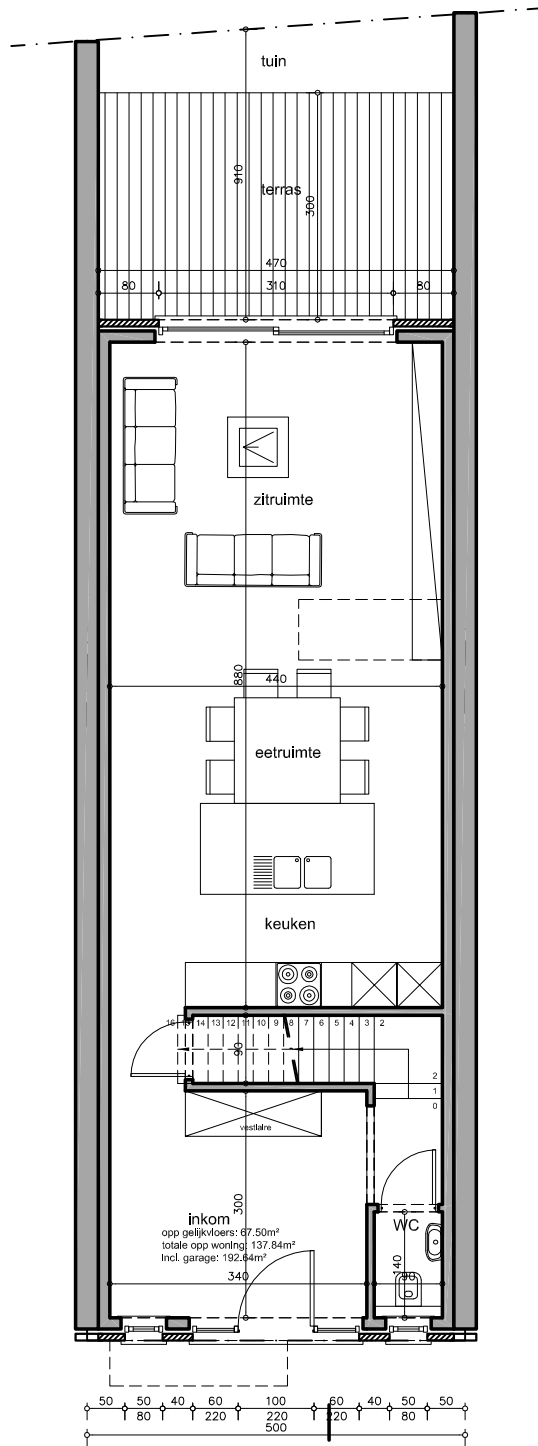 tuin
910
terras
300
470
80 310 80
zitruimte
880
440
eetruimte
keuken
16 15 14 13 12 11 10 9 8 7 6 5 4 3 2
90
2
1
0
vestiaire
300
inkom
opp gelijkvloers: 67.50m²
totale opp woning: 137.84m²
Incl. garage: 192.64m²
WC
140
340 90
50 50 40 60 100 60 40 50 50
80 220 220 220 80
500